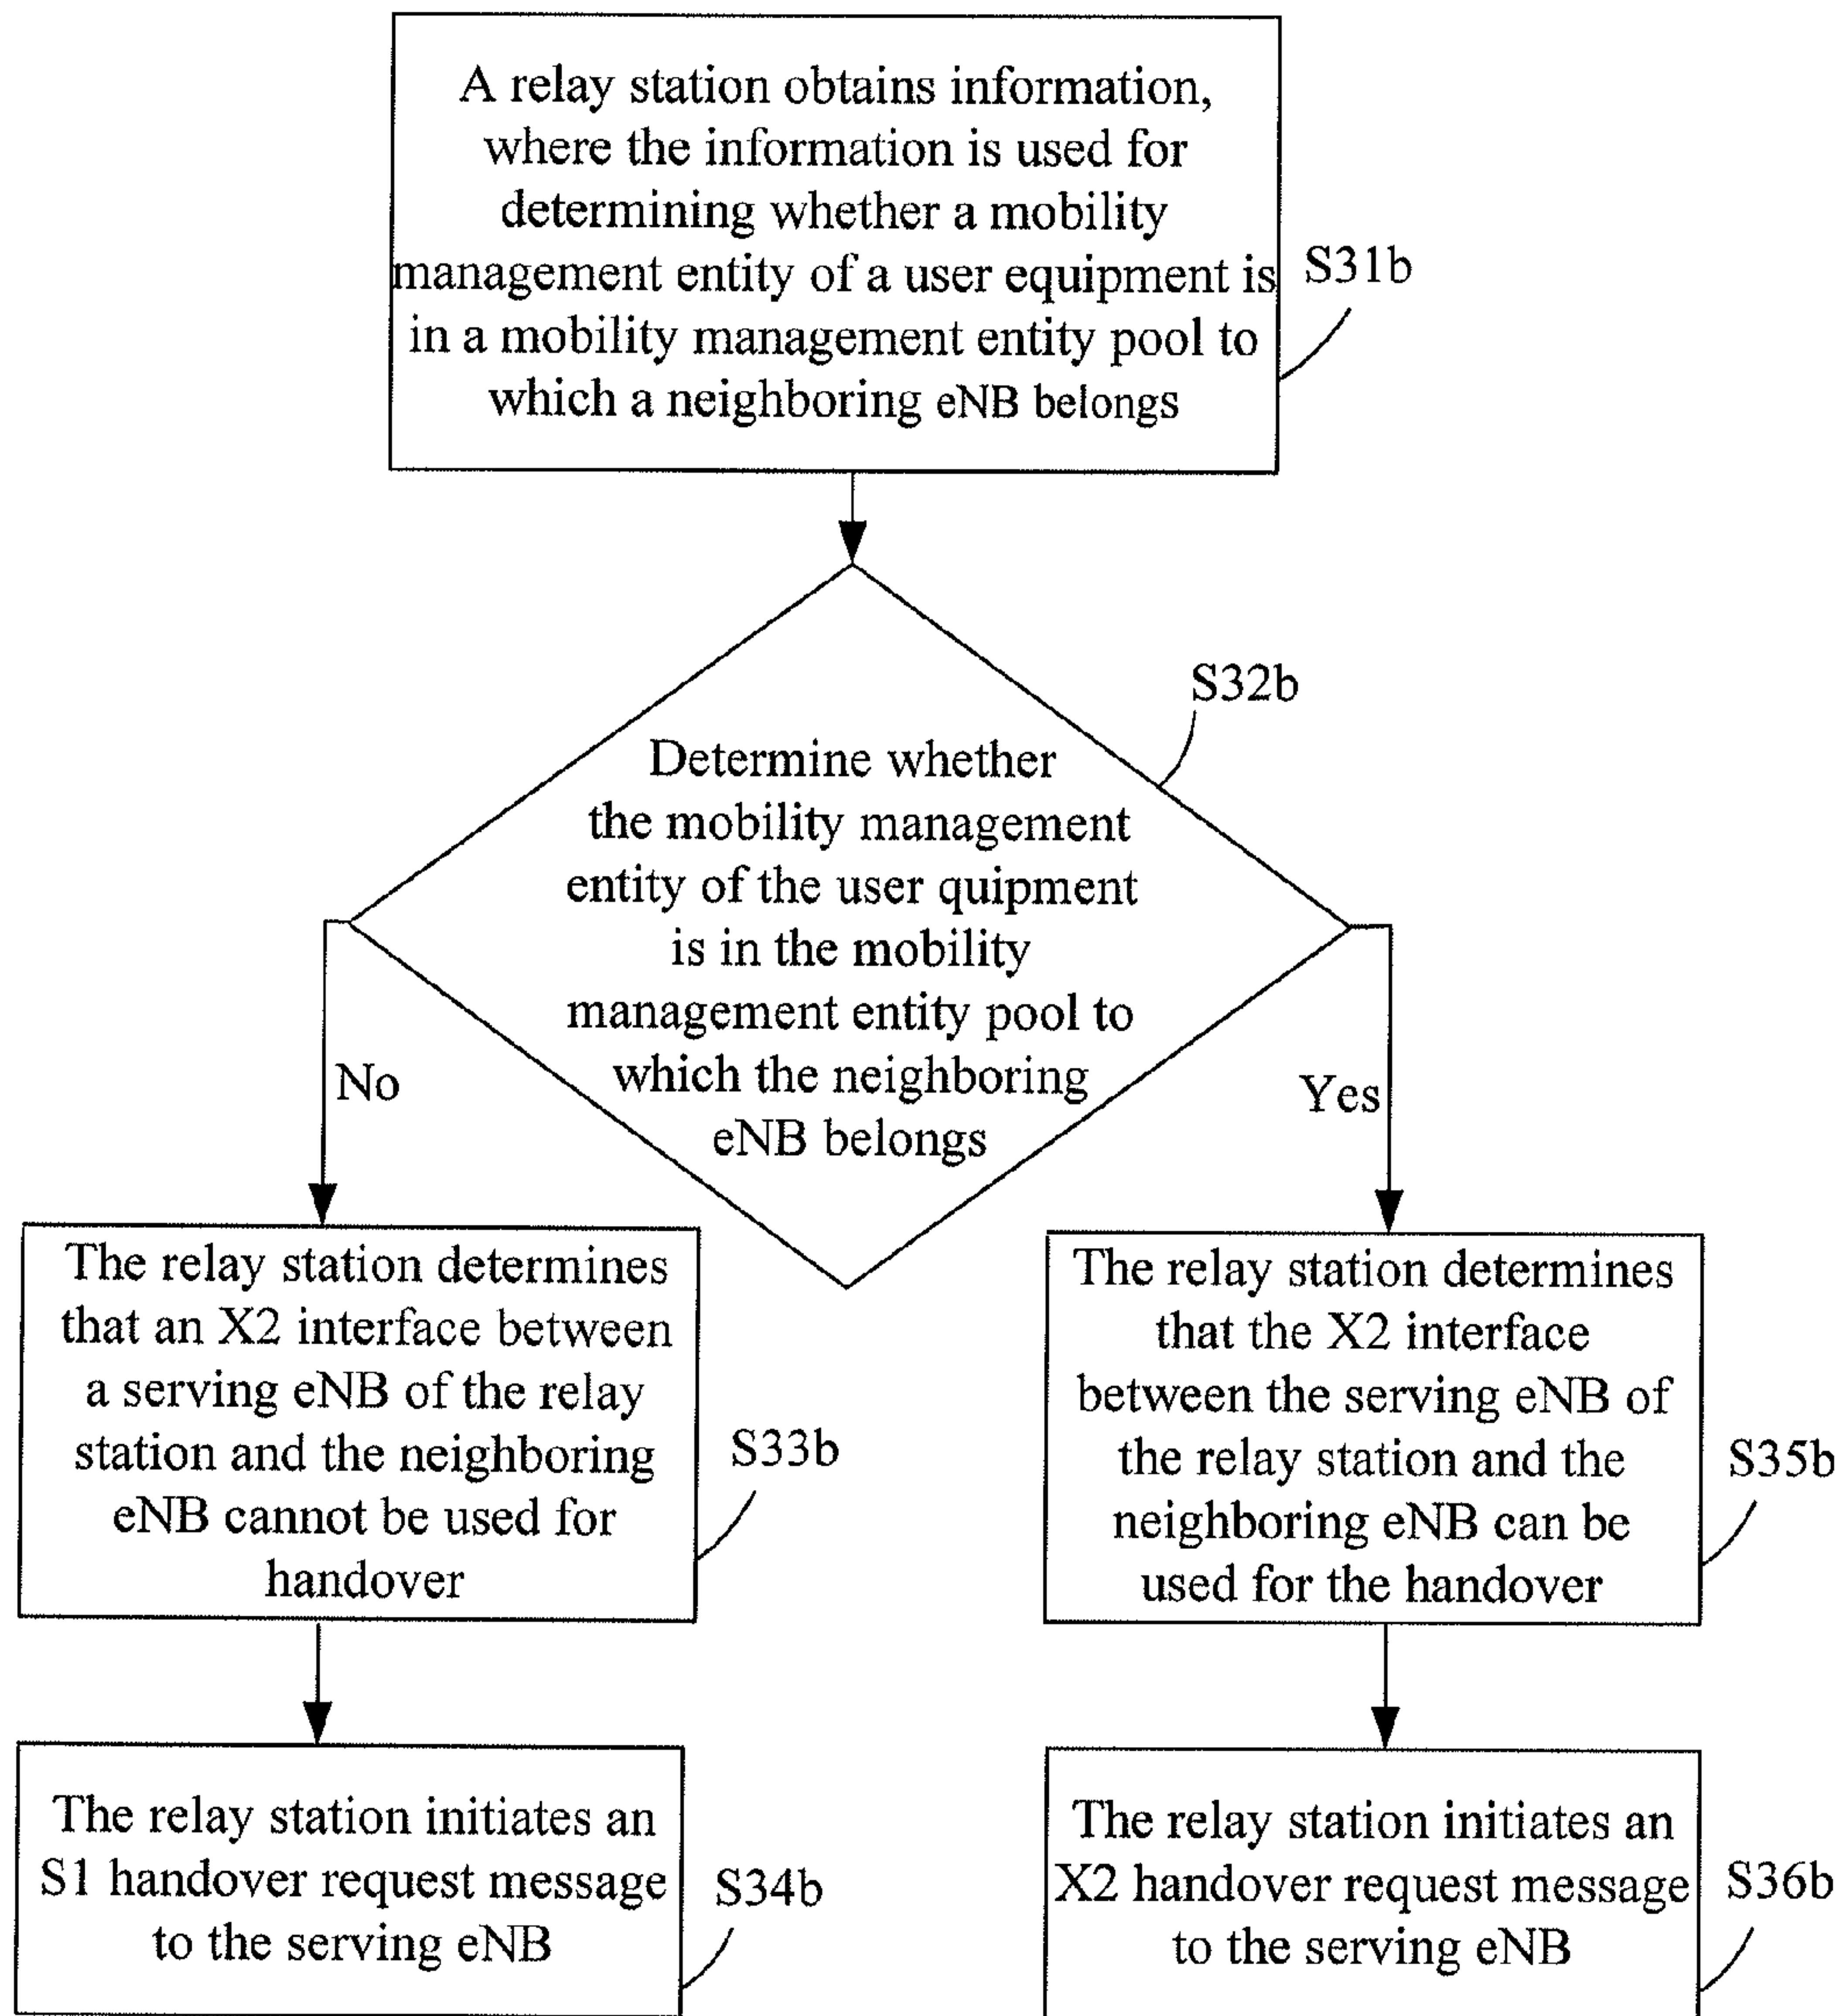 A relay station obtains information,
where the information is used for
determining whether a mobility
management entity of a user equipment is
in a mobility management entity pool to
which a neighboring eNB belongs
S31b
S32b
Determine whether
the mobility management
entity of the user quipment
is in the mobility
management entity pool to
which the neighboring
eNB belongs
No
Yes
The relay station determines
that an X2 interface between
a serving eNB of the relay
station and the neighboring
eNB cannot be used for
handover
S33b
The relay station determines
that the X2 interface
between the serving eNB of
the relay station and the
neighboring eNB can be
used for the handover
S35b
The relay station initiates an
S1 handover request message
to the serving eNB
S34b
The relay station initiates an
X2 handover request message
to the serving eNB
S36b